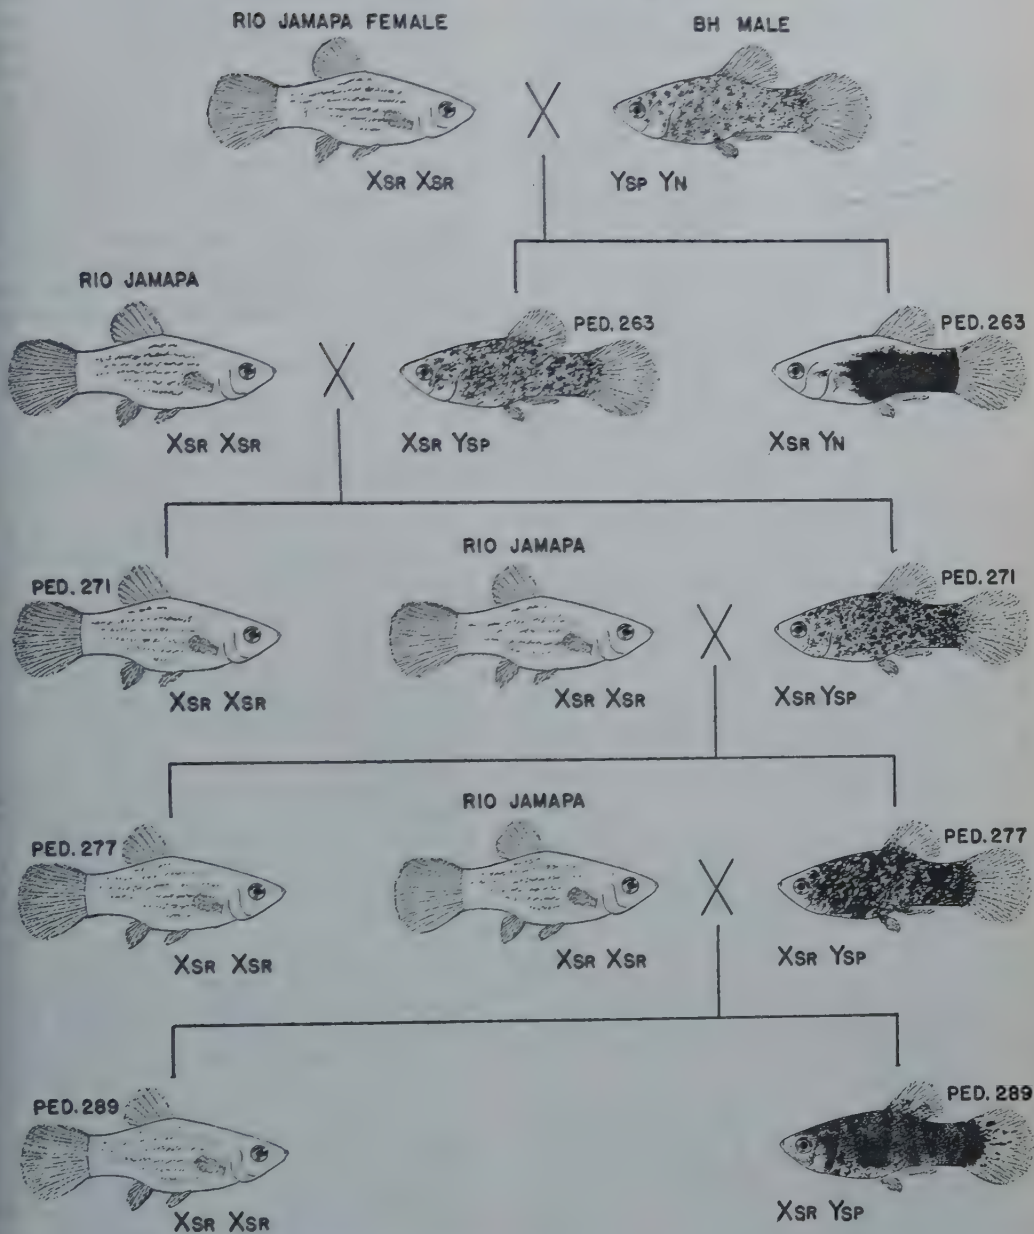 RIO JAMAPA FEMALE
BH MALE
XSR XSR
YSP YN
RIO JAMAPA
PED. 263
PED. 263
XSR XSR
XSR YSP
XSR YN
RIO JAMAPA
PED. 271
PED. 271
XSR XSR
XSR XSR
XSR YSP
RIO JAMAPA
PED. 277
PED. 277
XSR XSR
XSR XSR
XSR YSP
PED. 289
PED. 289
XSR XSR
XSR YSP